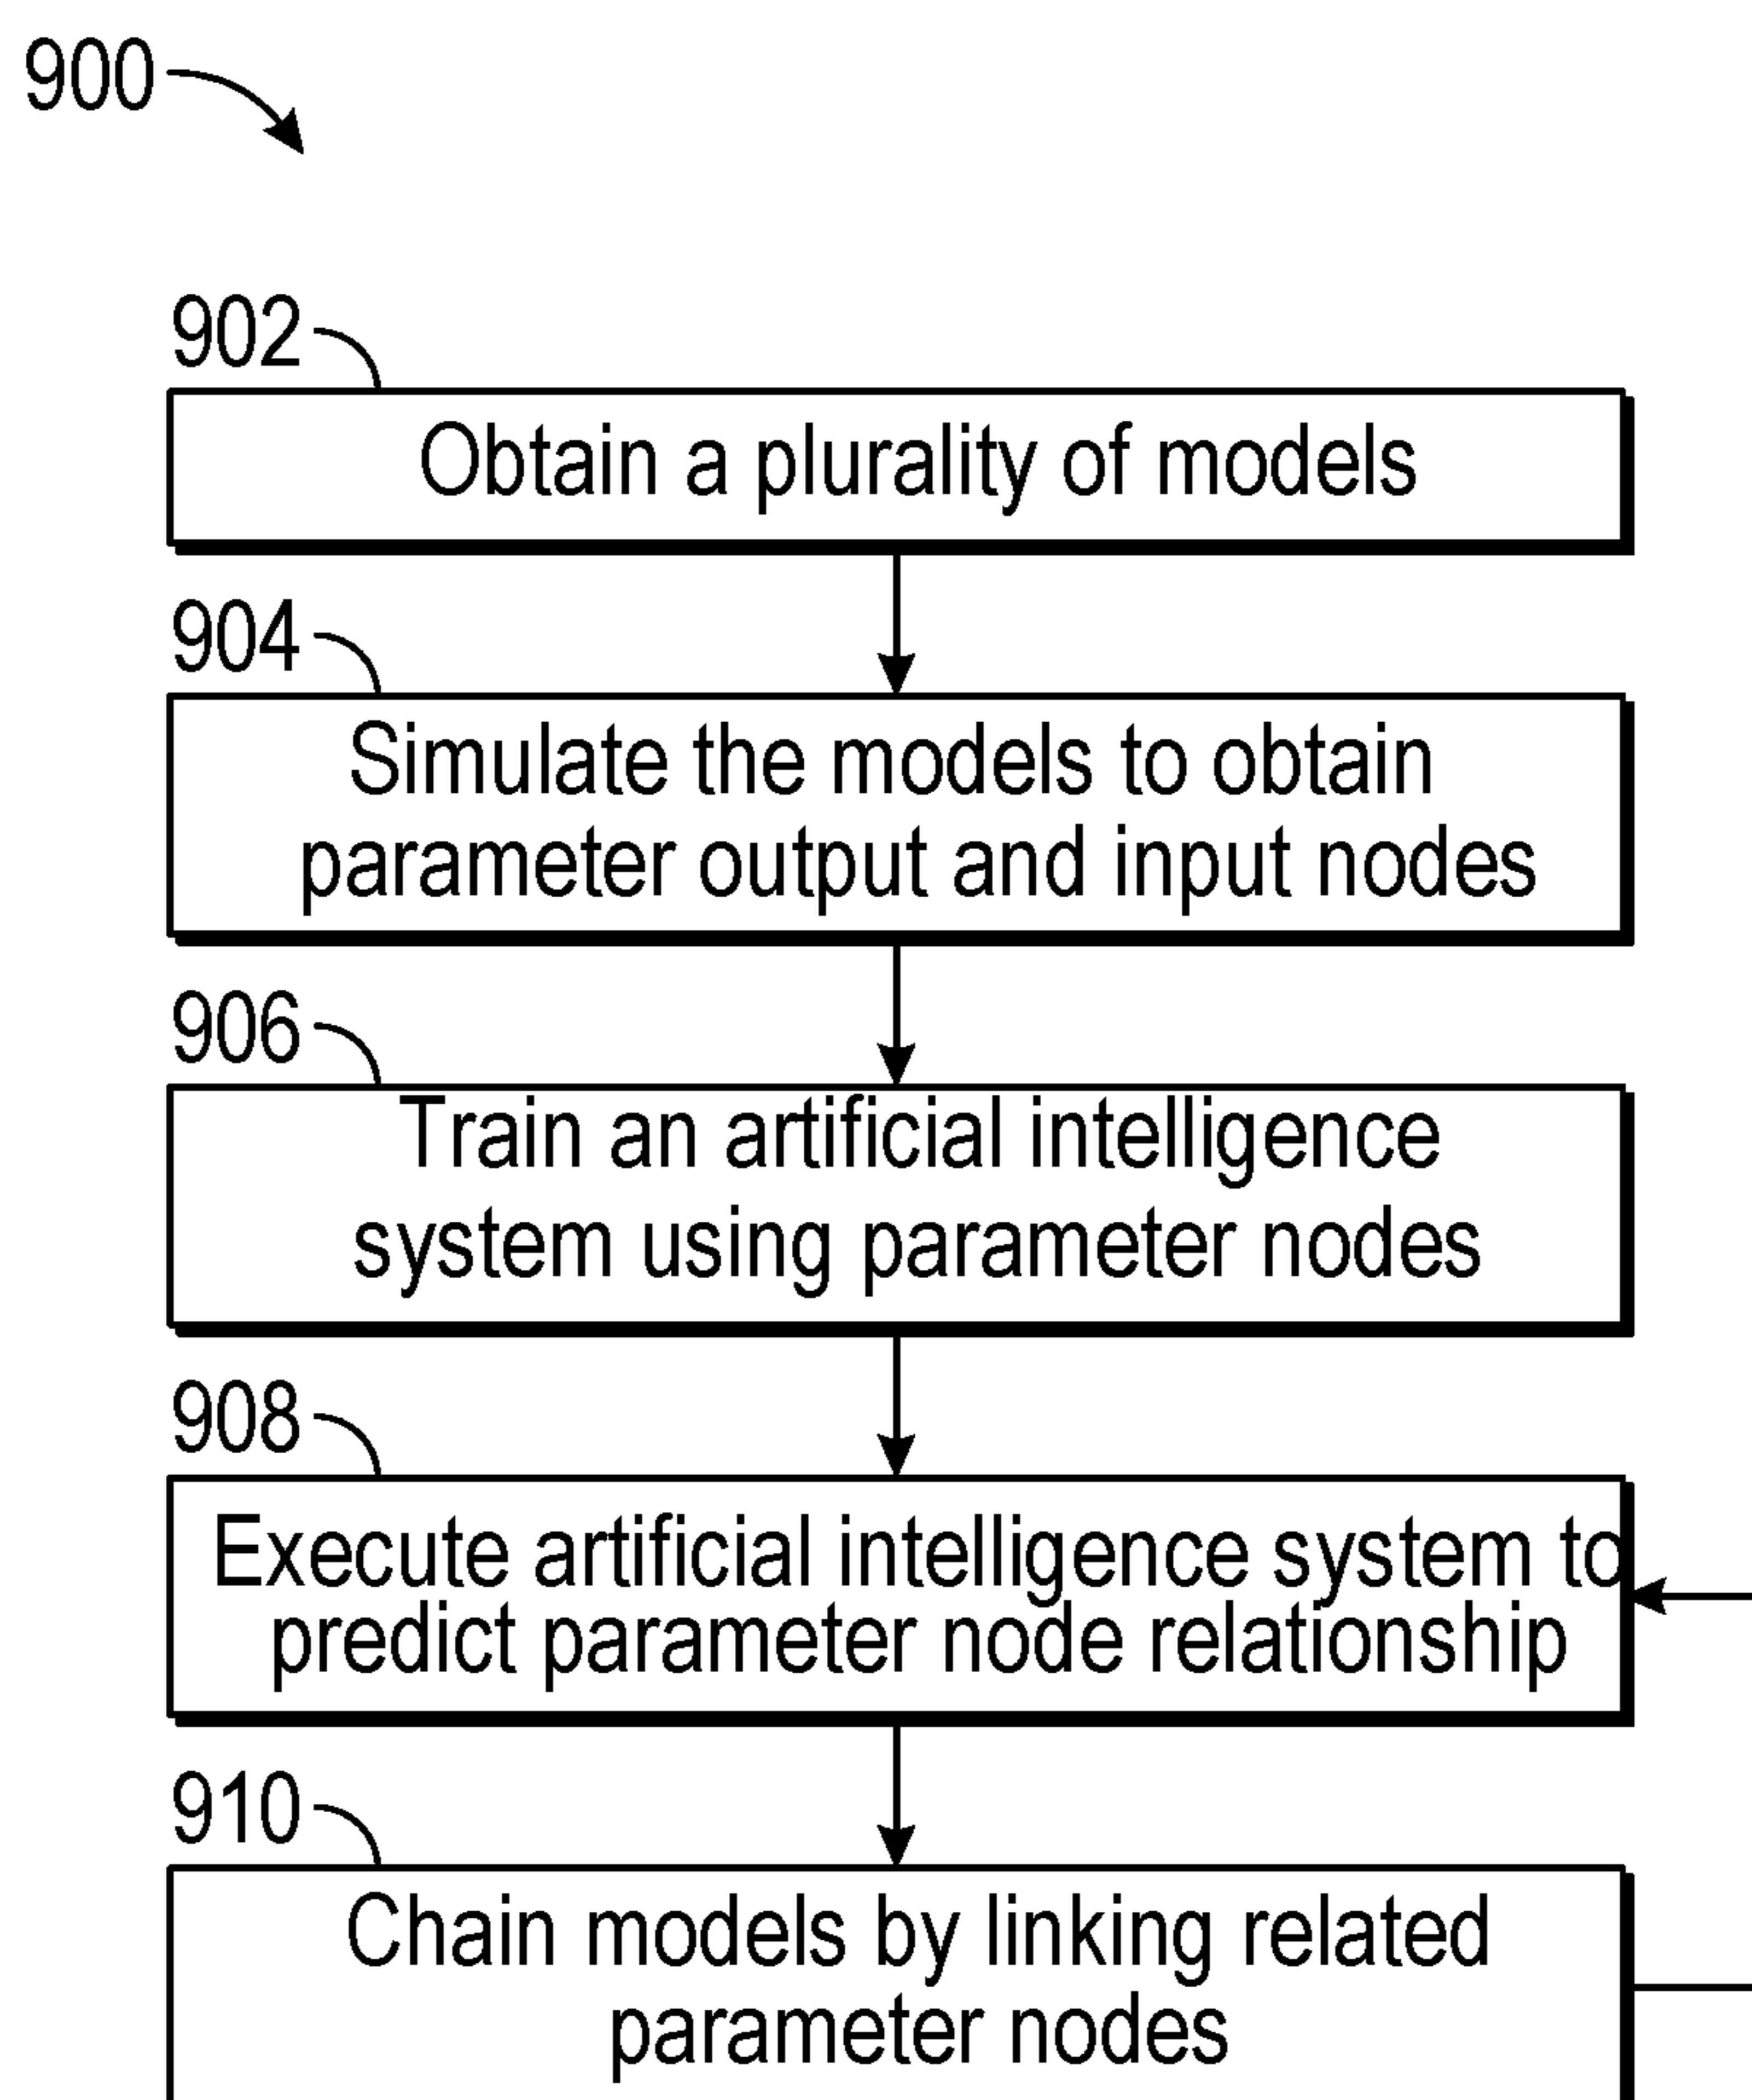 900
902
Obtain a plurality of models
904
Simulate the models to obtain
parameter output and input nodes
906
Train an artificial intelligence
system using parameter nodes
908
Execute artificial intelligence system to
predict parameter node relationship
910
Chain models by linking related
parameter nodes